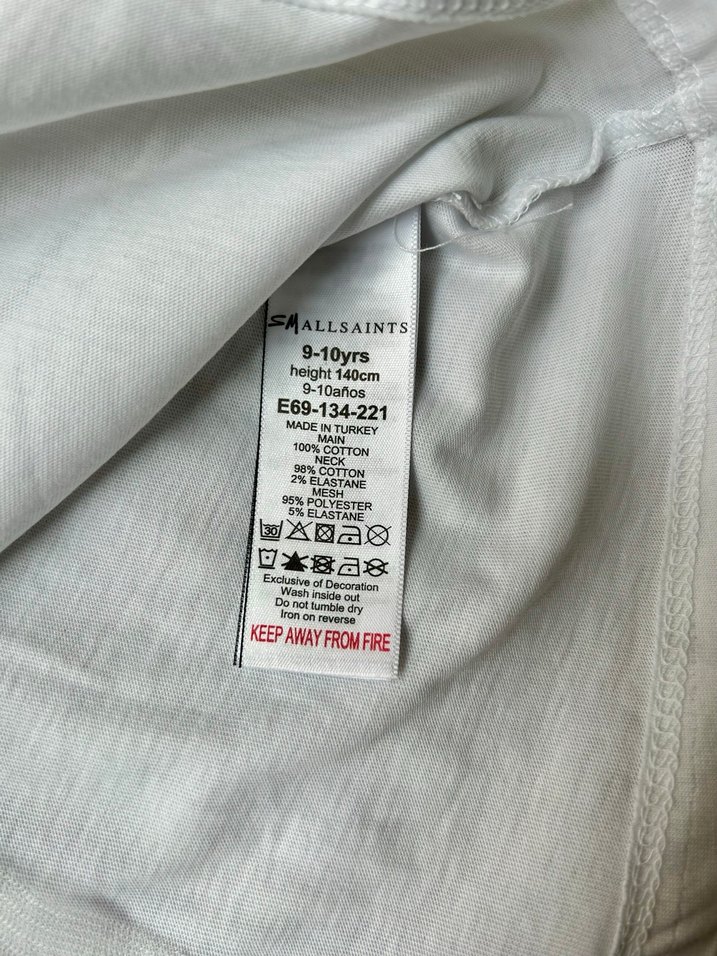 SMALLSAINTS
9-10yrs
height 140cm
9-10años
E69-134-221
MADE IN TURKEY
MAIN
100% COTTON
NECK
98% COTTON
2% ELASTANE
MESH
95% POLYESTER
5% ELASTANE
30
Exclusive of Decoration
Wash inside out
Do not tumble dry
Iron on reverse
KEEP AWAY FROM FIRE